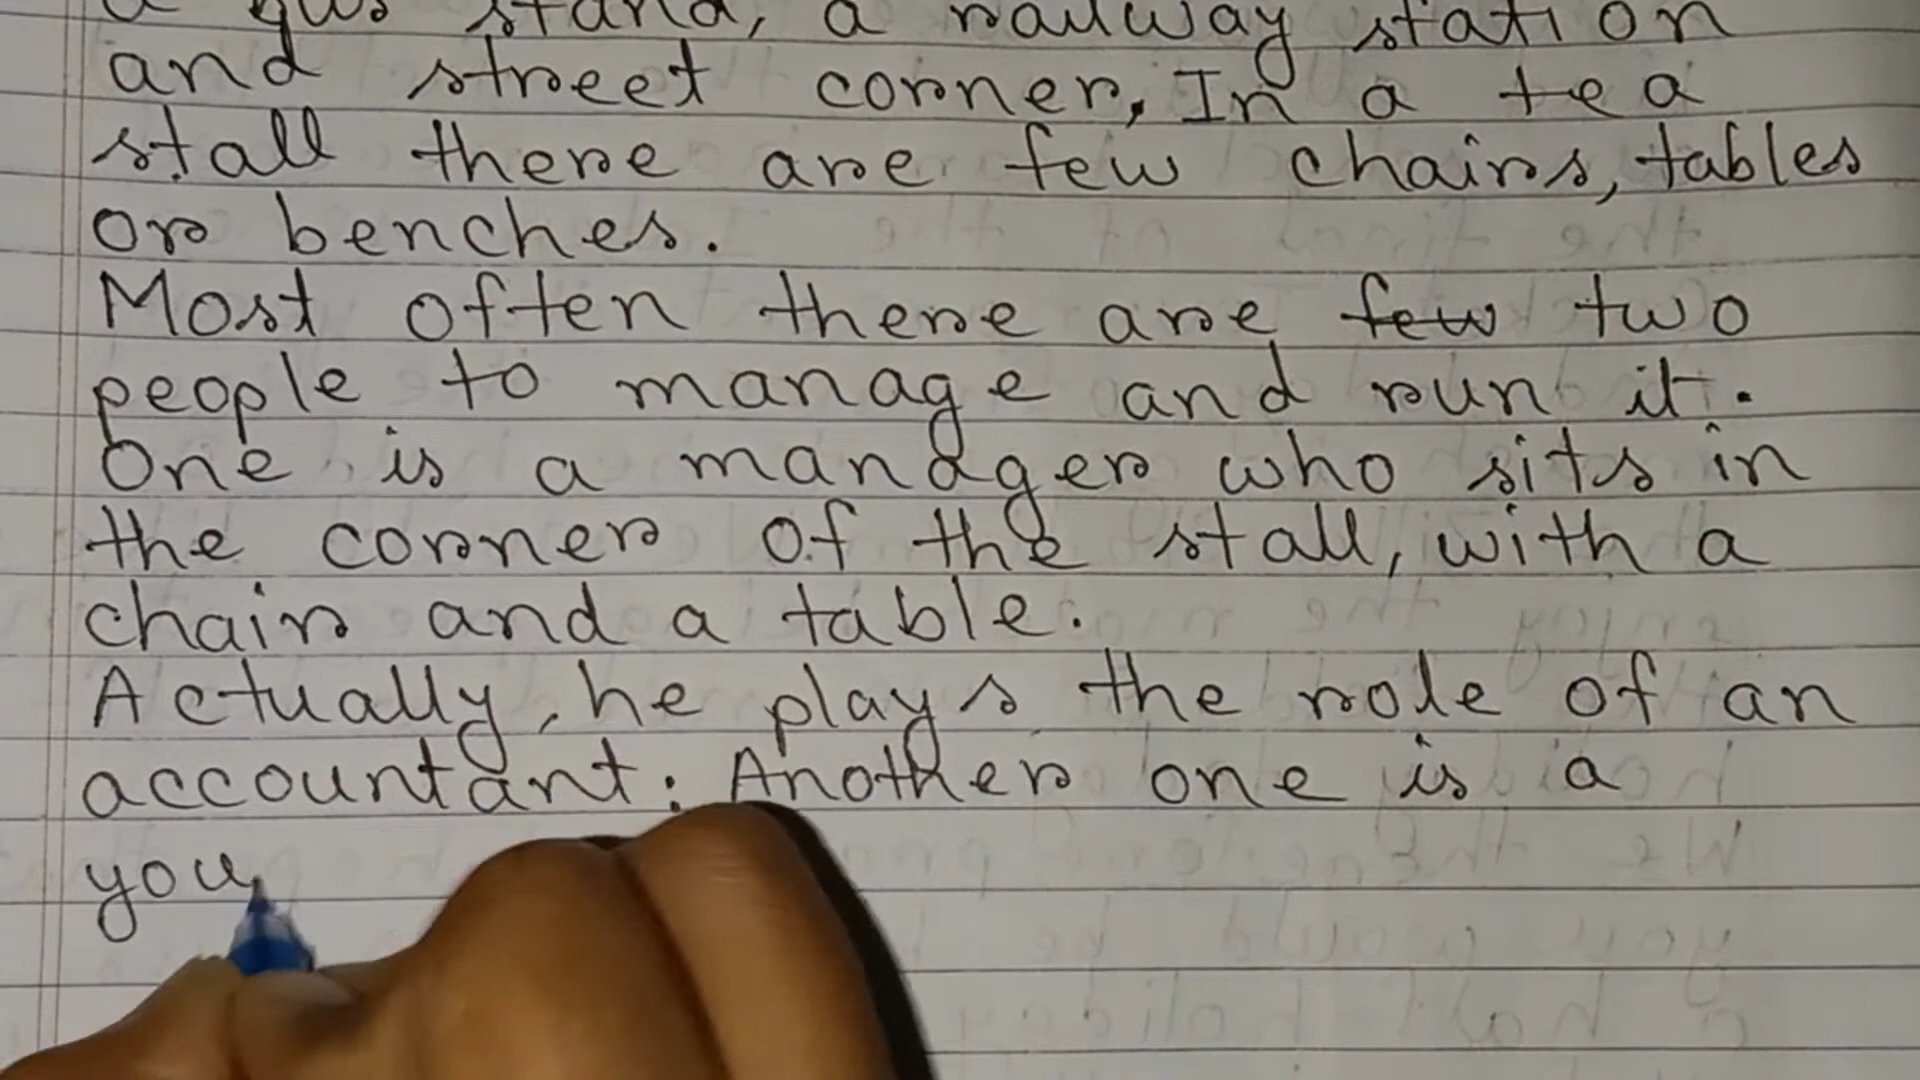 a bus stand, a railway station
and street corner. In a tea
stall there are few chairs, tables
or benches.
Most often there are few two
people to manage and run it.
One is a manager who sits in
the corner of the stall, with a
chair and a table.
Actually, he plays the role of an
accountant. Another one is a
you